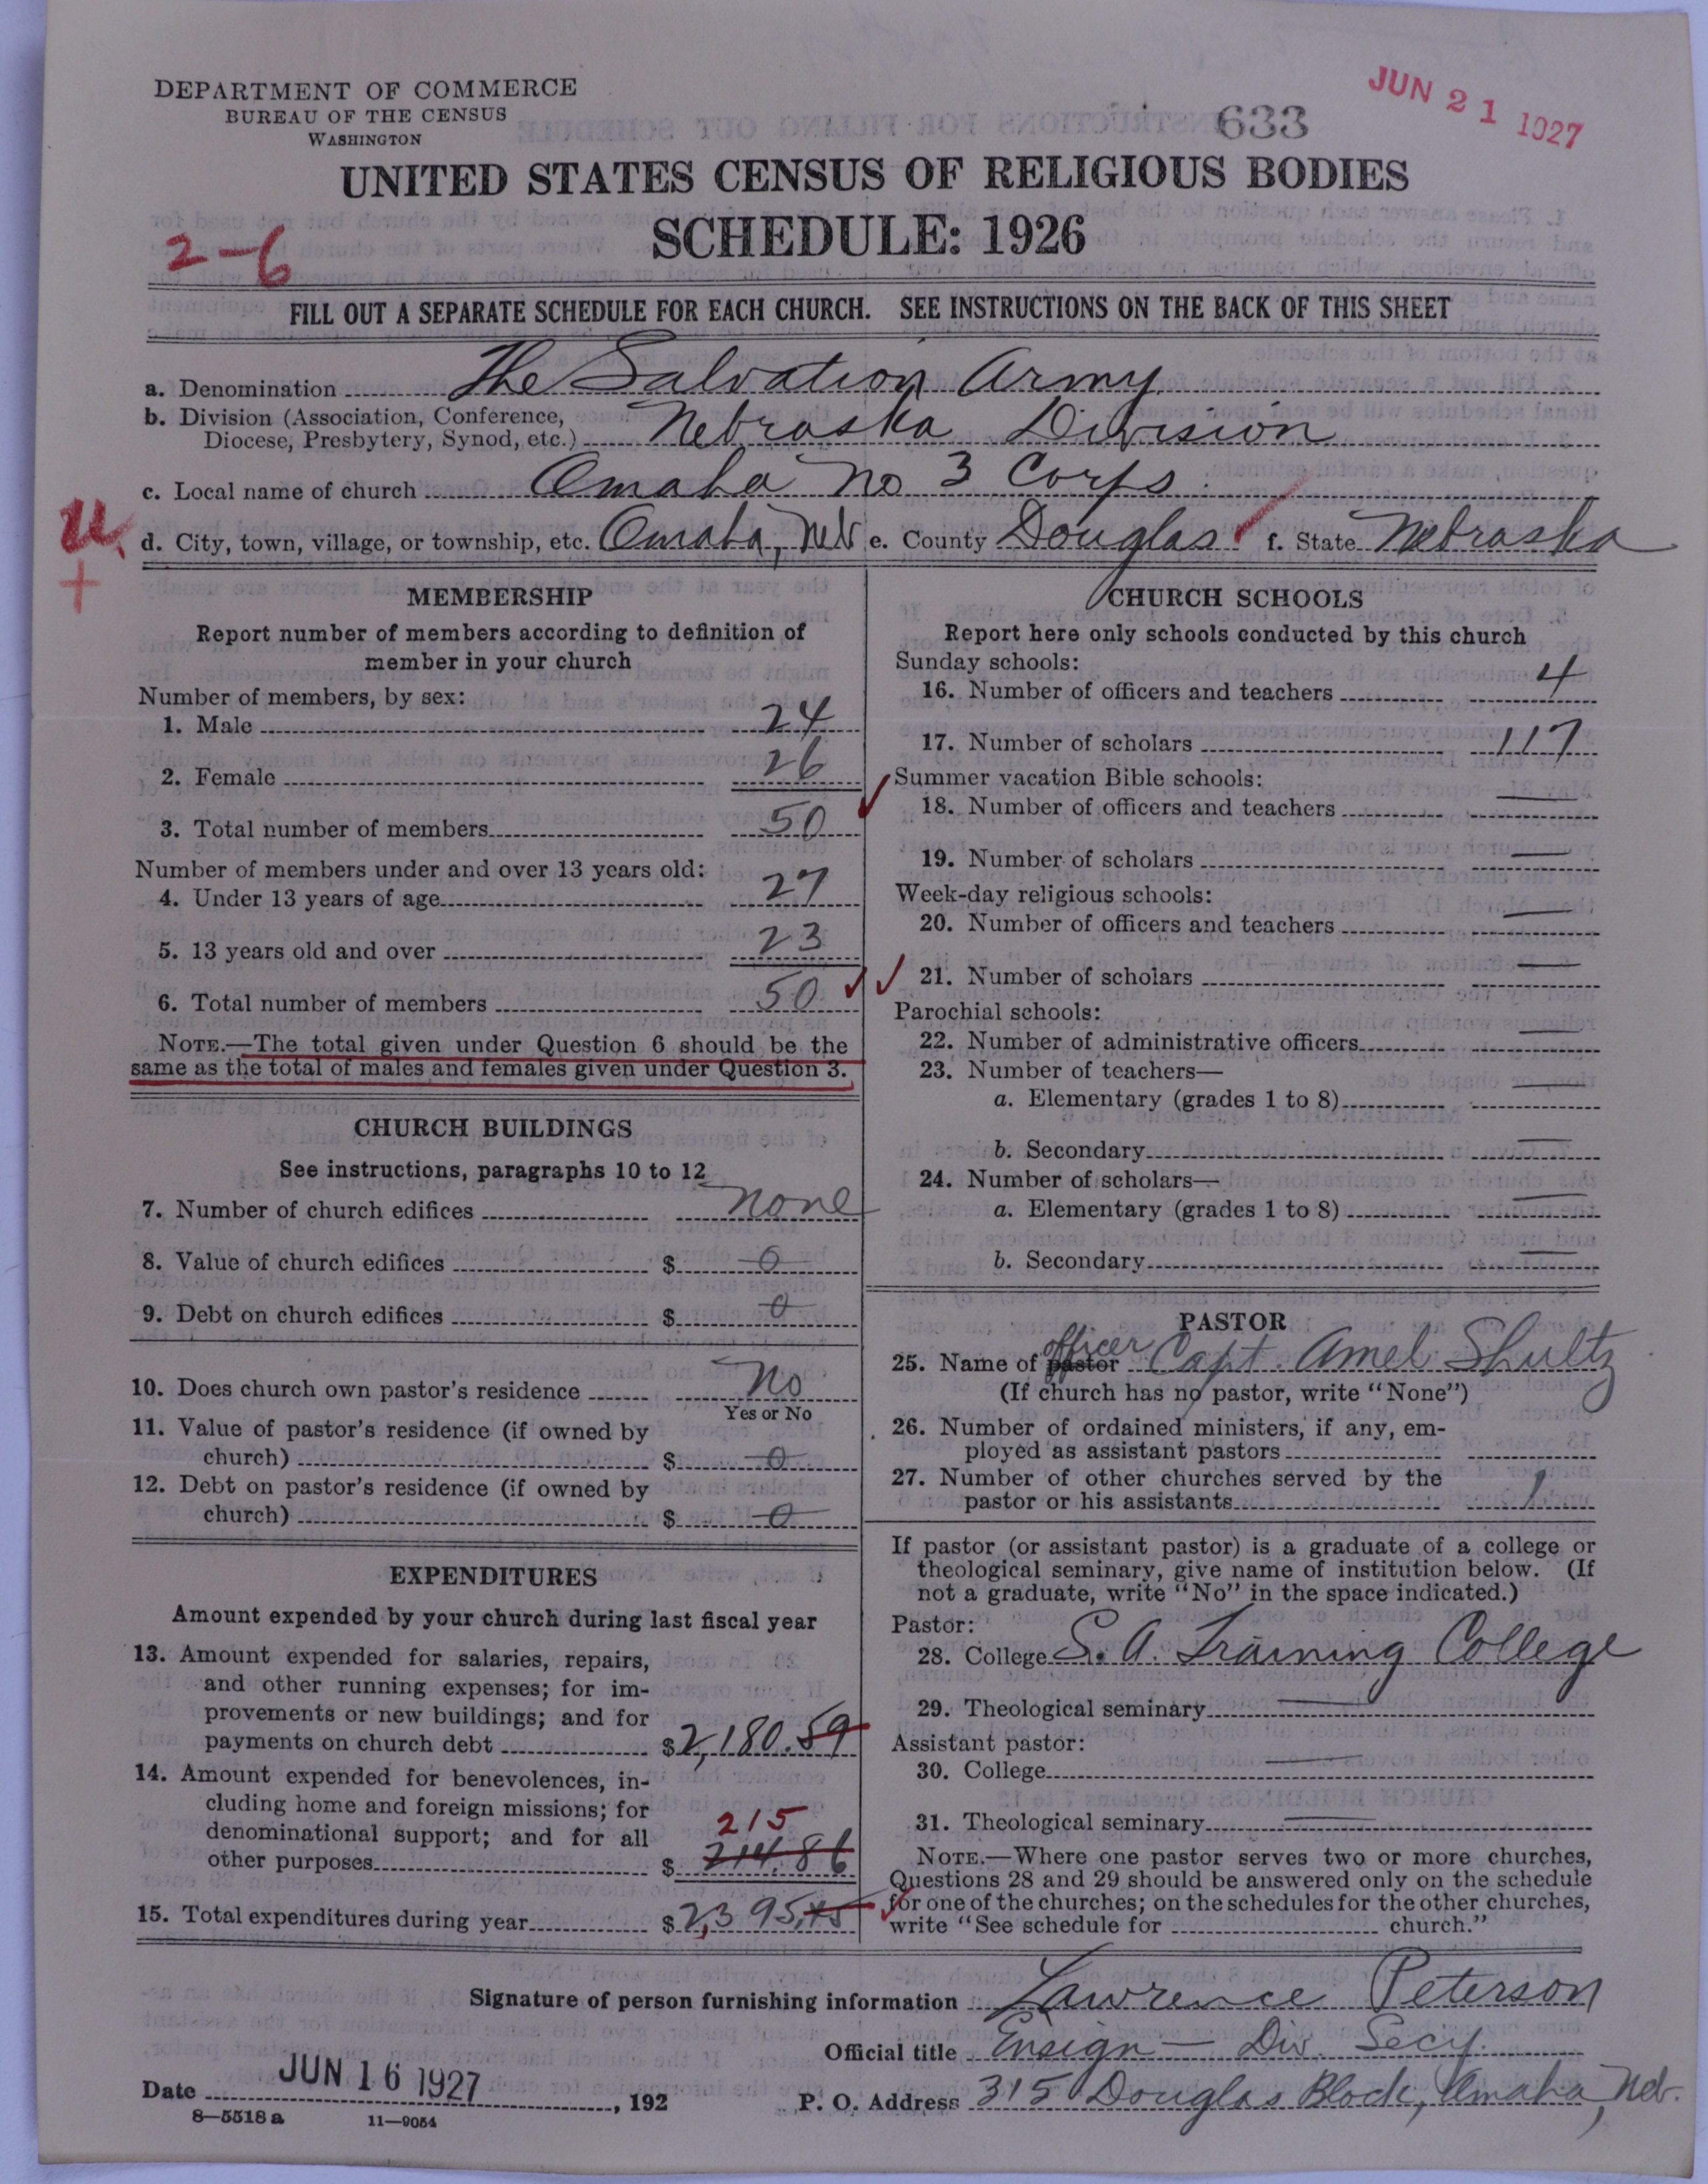 DEPARTMENT OF COMMERCE
BUREAU OF THE CENSUS
WASHINGTON
633
JUN 21 1927
UNITED STATES CENSUS OF RELIGIOUS BODIES
SCHEDULE: 1926
2-6
FILL OUT A SEPARATE SCHEDULE FOR EACH CHURCH. SEE INSTRUCTIONS ON THE BACK OF THIS SHEET
a. Denomination The Salvation Army
b. Division (Association, Conference,
Diocese, Presbytery, Synod, etc.) Nebraska Division
c. Local name of church Omaha No 3 Corps
d. City, town, village, or township, etc. Omaha, Neb e. County Douglas f. State Nebraska
MEMBERSHIP
Report number of members according to definition of
member in your church
Number of members, by sex:
1. Male 24
2. Female 26
3. Total number of members 50
Number of members under and over 13 years old:
4. Under 13 years of age 27
5. 13 years old and over 23
6. Total number of members 50
NOTE.—The total given under Question 6 should be the
same as the total of males and females given under Question 3.
CHURCH BUILDINGS
See instructions, paragraphs 10 to 12
7. Number of church edifices none
8. Value of church edifices $ 0
9. Debt on church edifices $ 0
10. Does church own pastor's residence No
Yes or No
11. Value of pastor's residence (if owned by
church) $ 0
12. Debt on pastor's residence (if owned by
church) $ 0
EXPENDITURES
Amount expended by your church during last fiscal year
13. Amount expended for salaries, repairs,
and other running expenses; for im-
provements or new buildings; and for
payments on church debt $ 2,180.59
14. Amount expended for benevolences, in-
cluding home and foreign missions; for
denominational support; and for all 215
other purposes $ 214.86
15. Total expenditures during year $ 2,395.45
CHURCH SCHOOLS
Report here only schools conducted by this church
Sunday schools:
16. Number of officers and teachers 4
17. Number of scholars 117
Summer vacation Bible schools:
18. Number of officers and teachers —
19. Number of scholars —
Week-day religious schools:
20. Number of officers and teachers —
21. Number of scholars —
Parochial schools:
22. Number of administrative officers —
23. Number of teachers—
a. Elementary (grades 1 to 8) —
b. Secondary —
24. Number of scholars—
a. Elementary (grades 1 to 8) —
b. Secondary —
PASTOR
officer
25. Name of pastor Capt. Amel Shultz
(If church has no pastor, write "None")
26. Number of ordained ministers, if any, em-
ployed as assistant pastors
27. Number of other churches served by the
pastor or his assistants 1
If pastor (or assistant pastor) is a graduate of a college or
theological seminary, give name of institution below. (If
not a graduate, write "No" in the space indicated.)
Pastor:
28. College S. A. Training College
29. Theological seminary —
Assistant pastor:
30. College —
31. Theological seminary —
NOTE.—Where one pastor serves two or more churches,
Questions 28 and 29 should be answered only on the schedule
for one of the churches; on the schedules for the other churches,
write "See schedule for church."
Signature of person furnishing information Lawrence Peterson
Official title Ensign — Div. Secy.
Date JUN 16 1927, 192 P. O. Address 315 Douglas Block, Omaha, Neb.
8—5518 a 11—9054